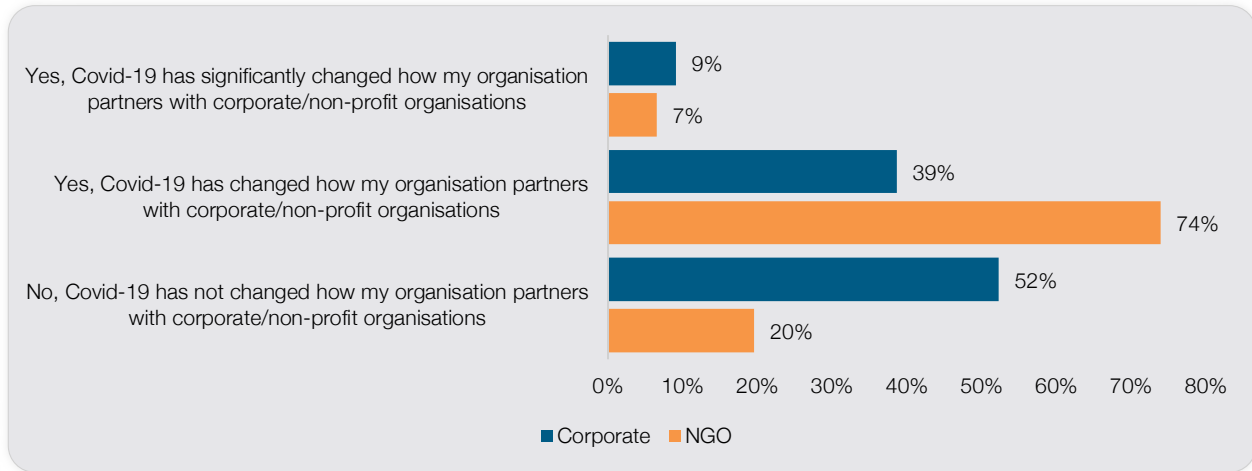 Yes, Covid-19 has significantly changed how my organisation
partners with corporate/non-profit organisations
9%
7%
Yes, Covid-19 has changed how my organisation partners
with corporate/non-profit organisations
39%
74%
No, Covid-19 has not changed how my organisation partners
with corporate/non-profit organisations
52%
20%
0% 10% 20% 30% 40% 50% 60% 70% 80%
Corporate NGO